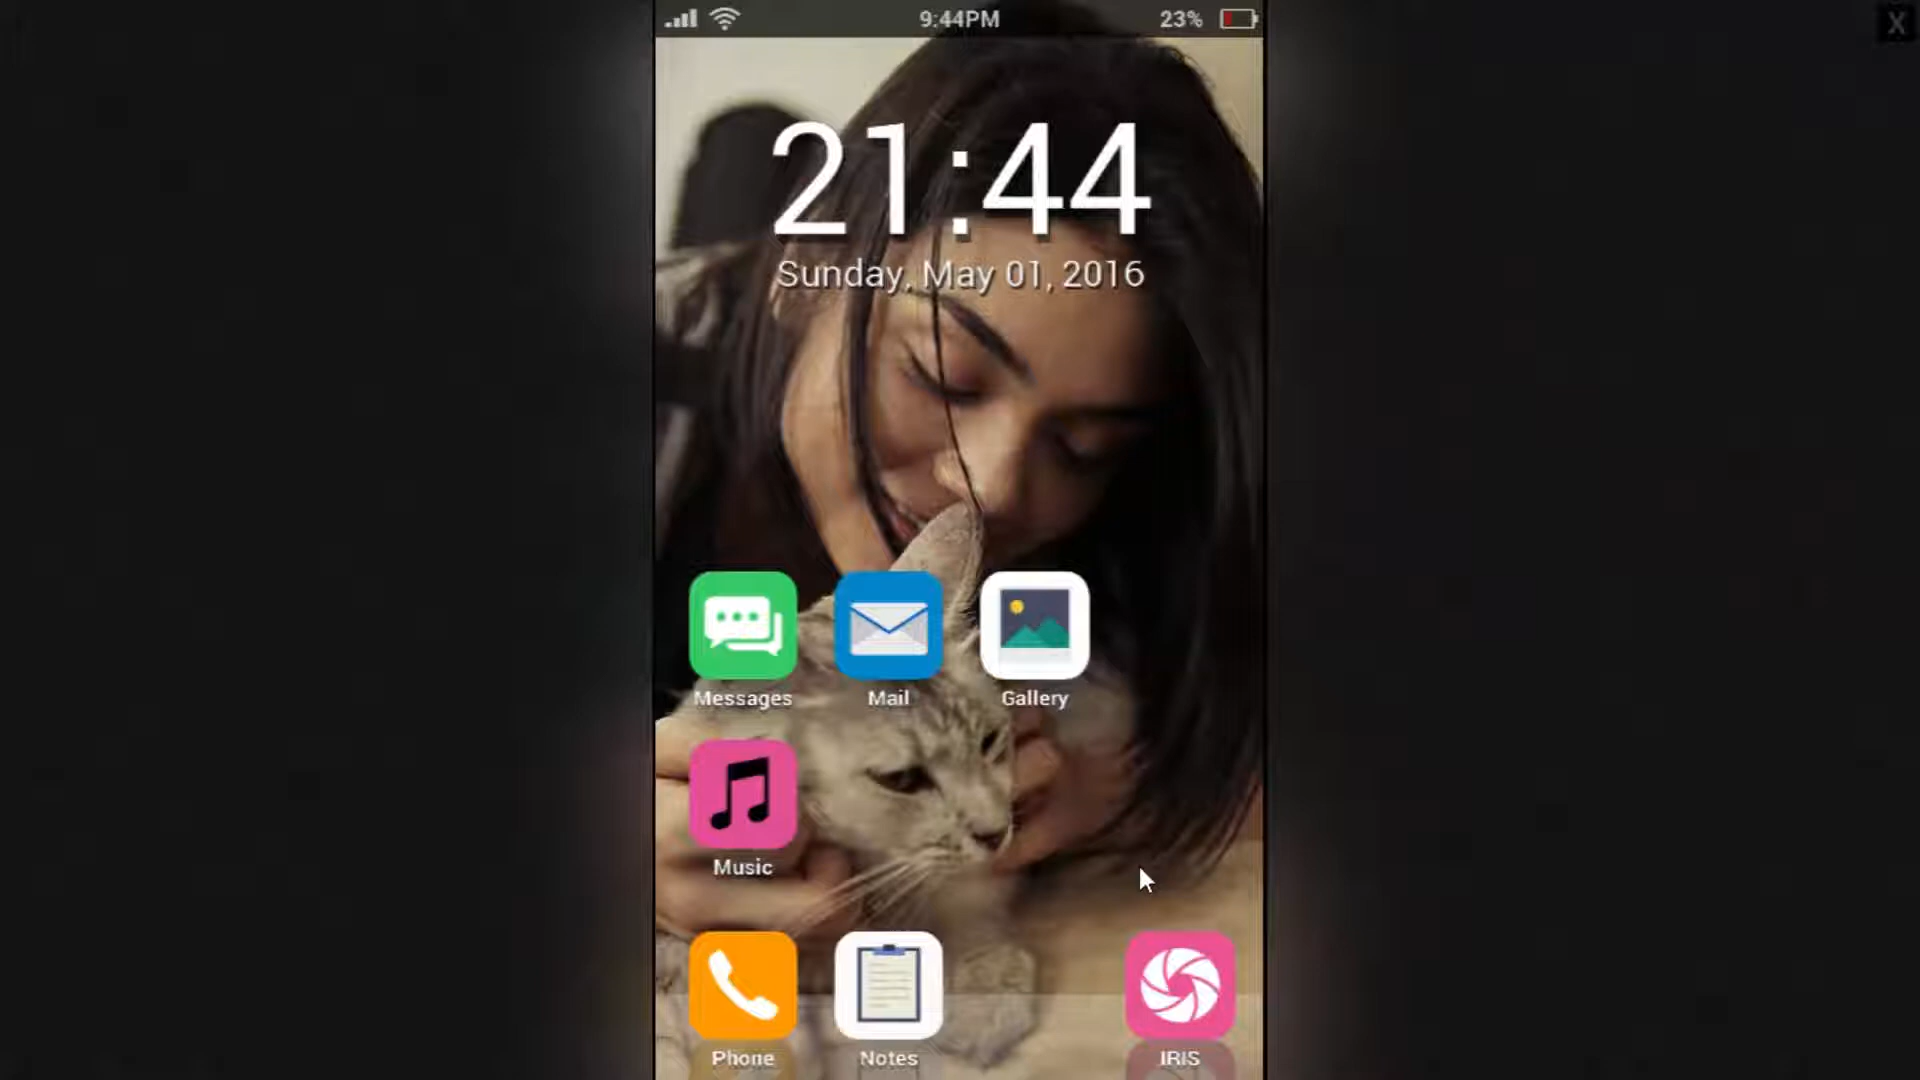 9:44PM
23%
X
21:44
Sunday, May 01, 2016
Messages
Mail
Gallery
Music
Phone
Notes
IRIS